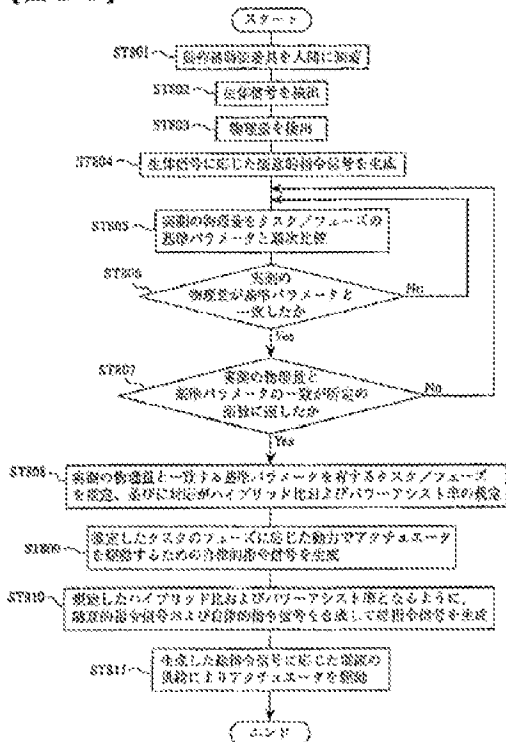 スタート
ST801
動作補助装着具を人間に装着
ST802
生体信号を検出
ST803
物理量を検出
ST804
生体信号に応じた随意的指令信号を生成
ST805
実測の物理量をタスク/フェーズの
基準パラメータと順次比較
ST806
実測の
物理量が基準パラメータと
一致したか
No
Yes
ST807
実測の物理量と
基準パラメータの一致が所定の
回数に達したか
No
Yes
ST808
実測の物理量と一致する基準パラメータを有するタスク/フェーズ
を推定、並びに対応がハイブリッド比およびパワーアシスト率の規定
ST809
推定したタスクのフェーズに応じた動力でアクチュエータ
を駆動するための自律的指令信号を生成
ST810
規定したハイブリッド比およびパワーアシスト率となるように、
随意的指令信号および自律的指令信号を合成して総指令信号を生成
ST811
生成した総指令信号に応じた電流の
供給によりアクチュエータを駆動
エンド